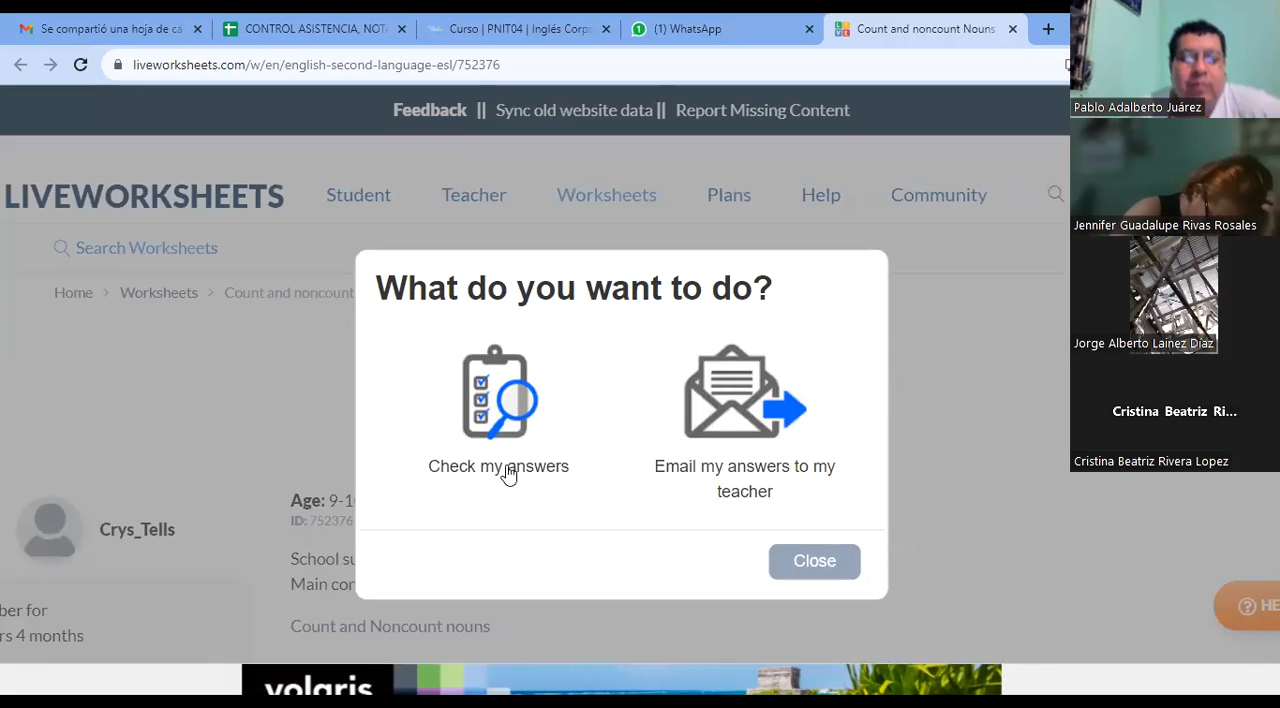 Se compartió una hoja de cá
CONTROL ASISTENCIA, NOT
Curso | PNIT04 | Inglés Corpo
(1) WhatsApp
Count and noncount Nouns
liveworksheets.com/w/en/english-second-language-esl/752376
Feedback || Sync old website data || Report Missing Content
LIVEWORKSHEETS
Student
Teacher
Worksheets
Plans
Help
Community
Search Worksheets
Home > Worksheets > Count and noncount
What do you want to do?
Check my answers
Email my answers to my
teacher
Close
Crys_Tells
Age: 9-1
ID: 752376
School su
Main con
Count and Noncount nouns
ber for
rs 4 months
HE
volaris
Pablo Adalberto Juárez
Jennifer Guadalupe Rivas Rosales
Jorge Alberto Lainez Diaz
Cristina Beatriz Ri...
Cristina Beatriz Rivera Lopez